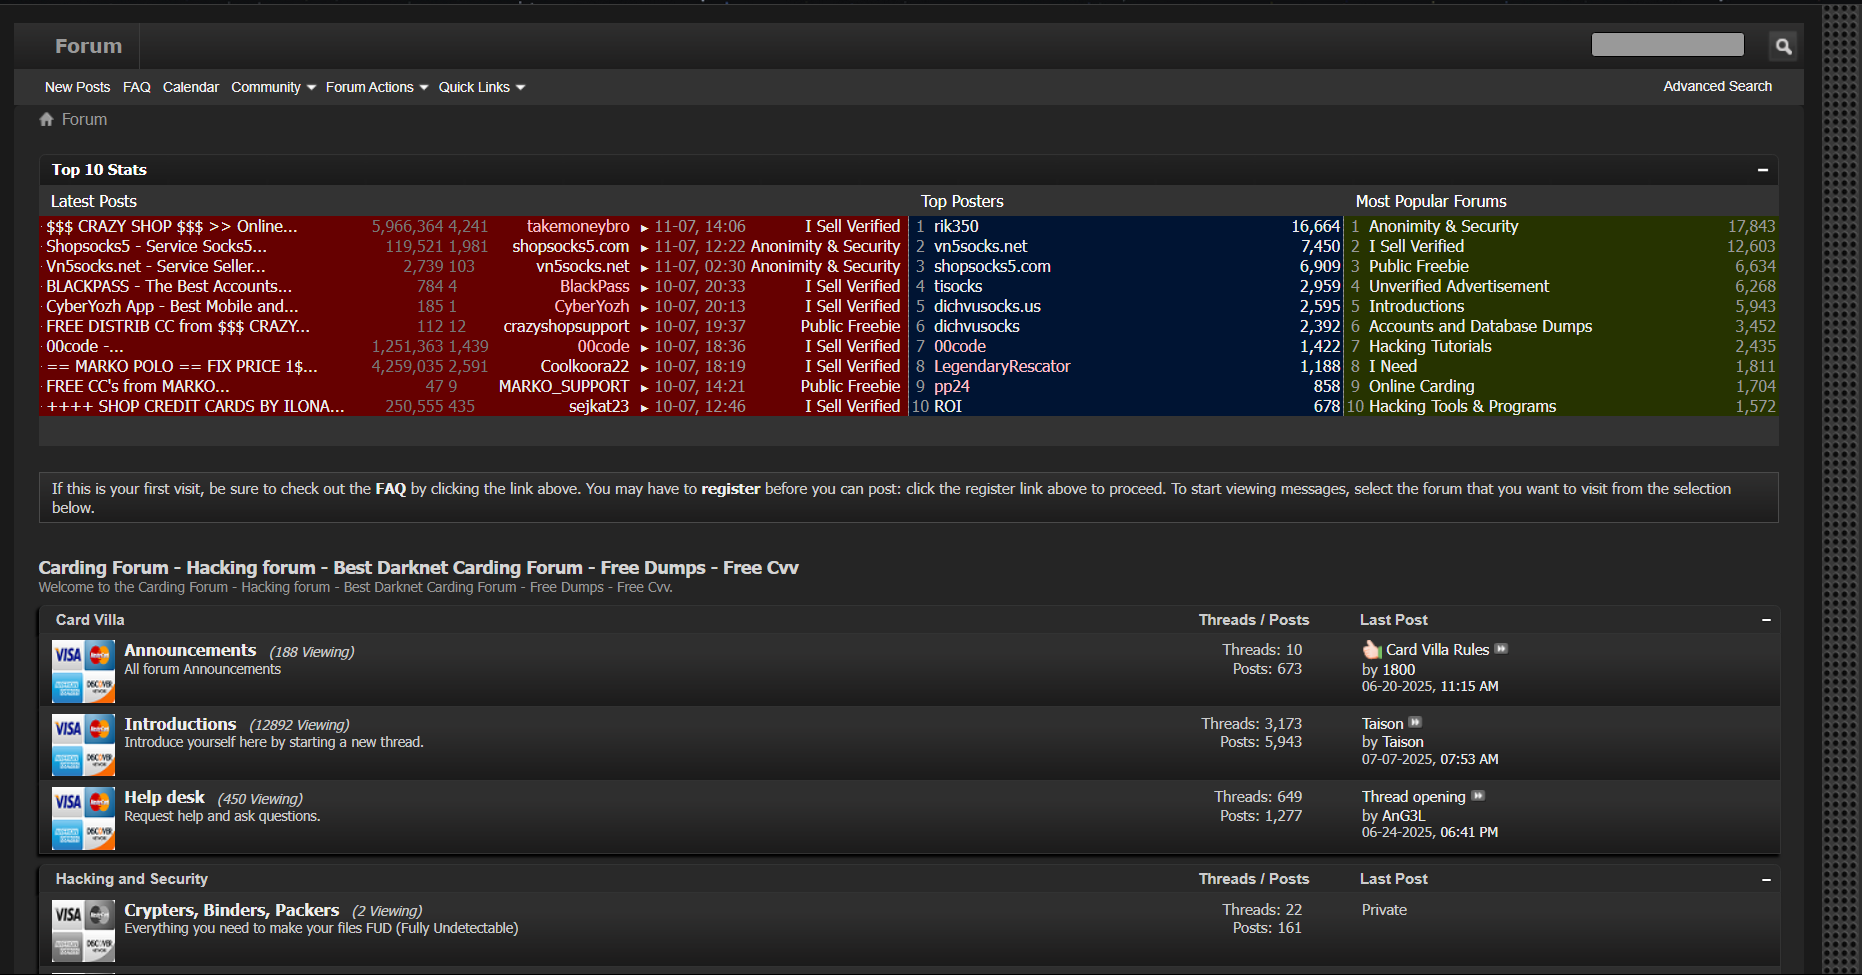 Forum
New Posts FAQ Calendar Community Forum Actions Quick Links Advanced Search
Forum
Top 10 Stats
Latest Posts Top Posters Most Popular Forums
$$$ CRAZY SHOP $$$ >> Online... 5,966,364 4,241 takemoneybro ► 11-07, 14:06 I Sell Verified 1 rik350 16,664 1 Anonimity & Security 17,843
Shopsocks5 - Service Socks5... 119,521 1,981 shopsocks5.com ► 11-07, 12:22 Anonimity & Security 2 vn5socks.net 7,450 2 I Sell Verified 12,603
Vn5socks.net - Service Seller... 2,739 103 vn5socks.net ► 11-07, 02:30 Anonimity & Security 3 shopsocks5.com 6,909 3 Public Freebie 6,634
BLACKPASS - The Best Accounts... 784 4 BlackPass ► 10-07, 20:33 I Sell Verified 4 tisocks 2,959 4 Unverified Advertisement 6,268
CyberYozh App - Best Mobile and... 185 1 CyberYozh ► 10-07, 20:13 I Sell Verified 5 dichvusocks.us 2,595 5 Introductions 5,943
FREE DISTRIB CC from $$$ CRAZY... 112 12 crazyshopsupport ► 10-07, 19:37 Public Freebie 6 dichvusocks 2,392 6 Accounts and Database Dumps 3,452
00code -... 1,251,363 1,439 00code ► 10-07, 18:36 I Sell Verified 7 00code 1,422 7 Hacking Tutorials 2,435
== MARKO POLO == FIX PRICE 1$... 4,259,035 2,591 Coolkoora22 ► 10-07, 18:19 I Sell Verified 8 LegendaryRescator 1,188 8 I Need 1,811
FREE CC's from MARKO... 47 9 MARKO_SUPPORT ► 10-07, 14:21 Public Freebie 9 pp24 858 9 Online Carding 1,704
++++ SHOP CREDIT CARDS BY ILONA... 250,555 435 sejkat23 ► 10-07, 12:46 I Sell Verified 10 ROI 678 10 Hacking Tools & Programs 1,572
If this is your first visit, be sure to check out the FAQ by clicking the link above. You may have to register before you can post: click the register link above to proceed. To start viewing messages, select the forum that you want to visit from the selection
below.
Carding Forum - Hacking forum - Best Darknet Carding Forum - Free Dumps - Free Cvv
Welcome to the Carding Forum - Hacking forum - Best Darknet Carding Forum - Free Dumps - Free Cvv.
Card Villa Threads / Posts Last Post
VISA MasterCard DISCOVER NETWORK
Announcements (188 Viewing) Threads: 10 Card Villa Rules
All forum Announcements Posts: 673 by 1800
06-20-2025, 11:15 AM
VISA MasterCard DISCOVER NETWORK
Introductions (12892 Viewing) Threads: 3,173 Taison
Introduce yourself here by starting a new thread. Posts: 5,943 by Taison
07-07-2025, 07:53 AM
VISA MasterCard DISCOVER NETWORK
Help desk (450 Viewing) Threads: 649 Thread opening
Request help and ask questions. Posts: 1,277 by AnG3L
06-24-2025, 06:41 PM
Hacking and Security Threads / Posts Last Post
VISA MasterCard DISCOVER NETWORK
Crypters, Binders, Packers (2 Viewing) Threads: 22 Private
Everything you need to make your files FUD (Fully Undetectable) Posts: 161